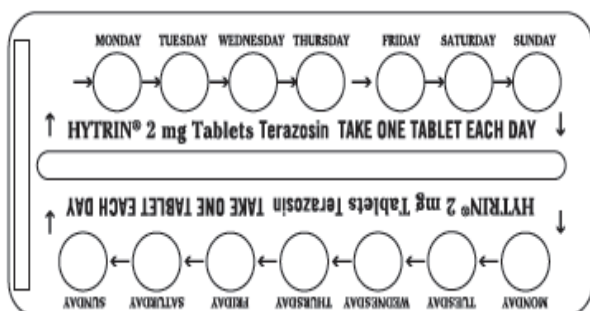 MONDAY TUESDAY WEDNESDAY THURSDAY FRIDAY SATURDAY SUNDAY
HYTRIN® 2 mg Tablets Terazosin TAKE ONE TABLET EACH DAY
HYTRIN® 2 mg Tablets Terazosin TAKE ONE TABLET EACH DAY
SUNDAY SATURDAY FRIDAY THURSDAY WEDNESDAY TUESDAY MONDAY